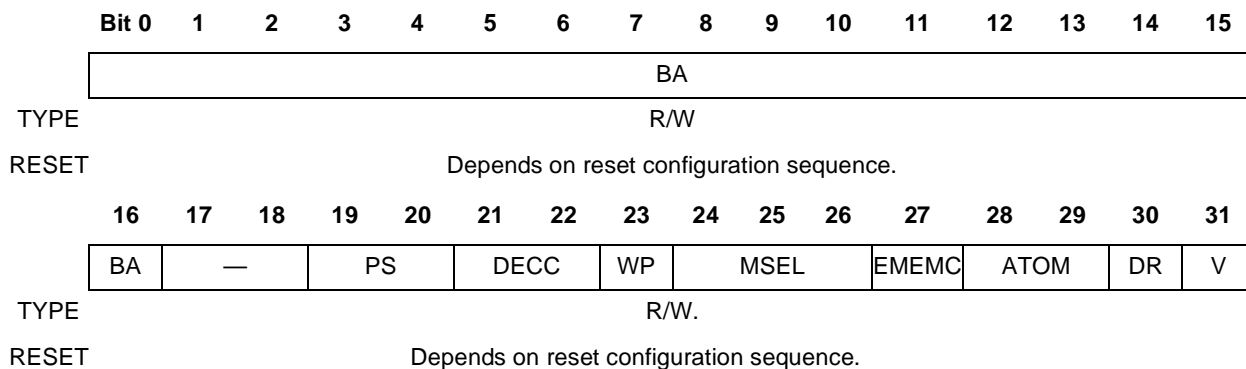 Bit 0 1 2 3 4 5 6 7 8 9 10 11 12 13 14 15
BA
TYPE R/W
RESET Depends on reset configuration sequence.
16 17 18 19 20 21 22 23 24 25 26 27 28 29 30 31
BA — PS DECC WP MSEL EMEMC ATOM DR V
TYPE R/W.
RESET Depends on reset configuration sequence.